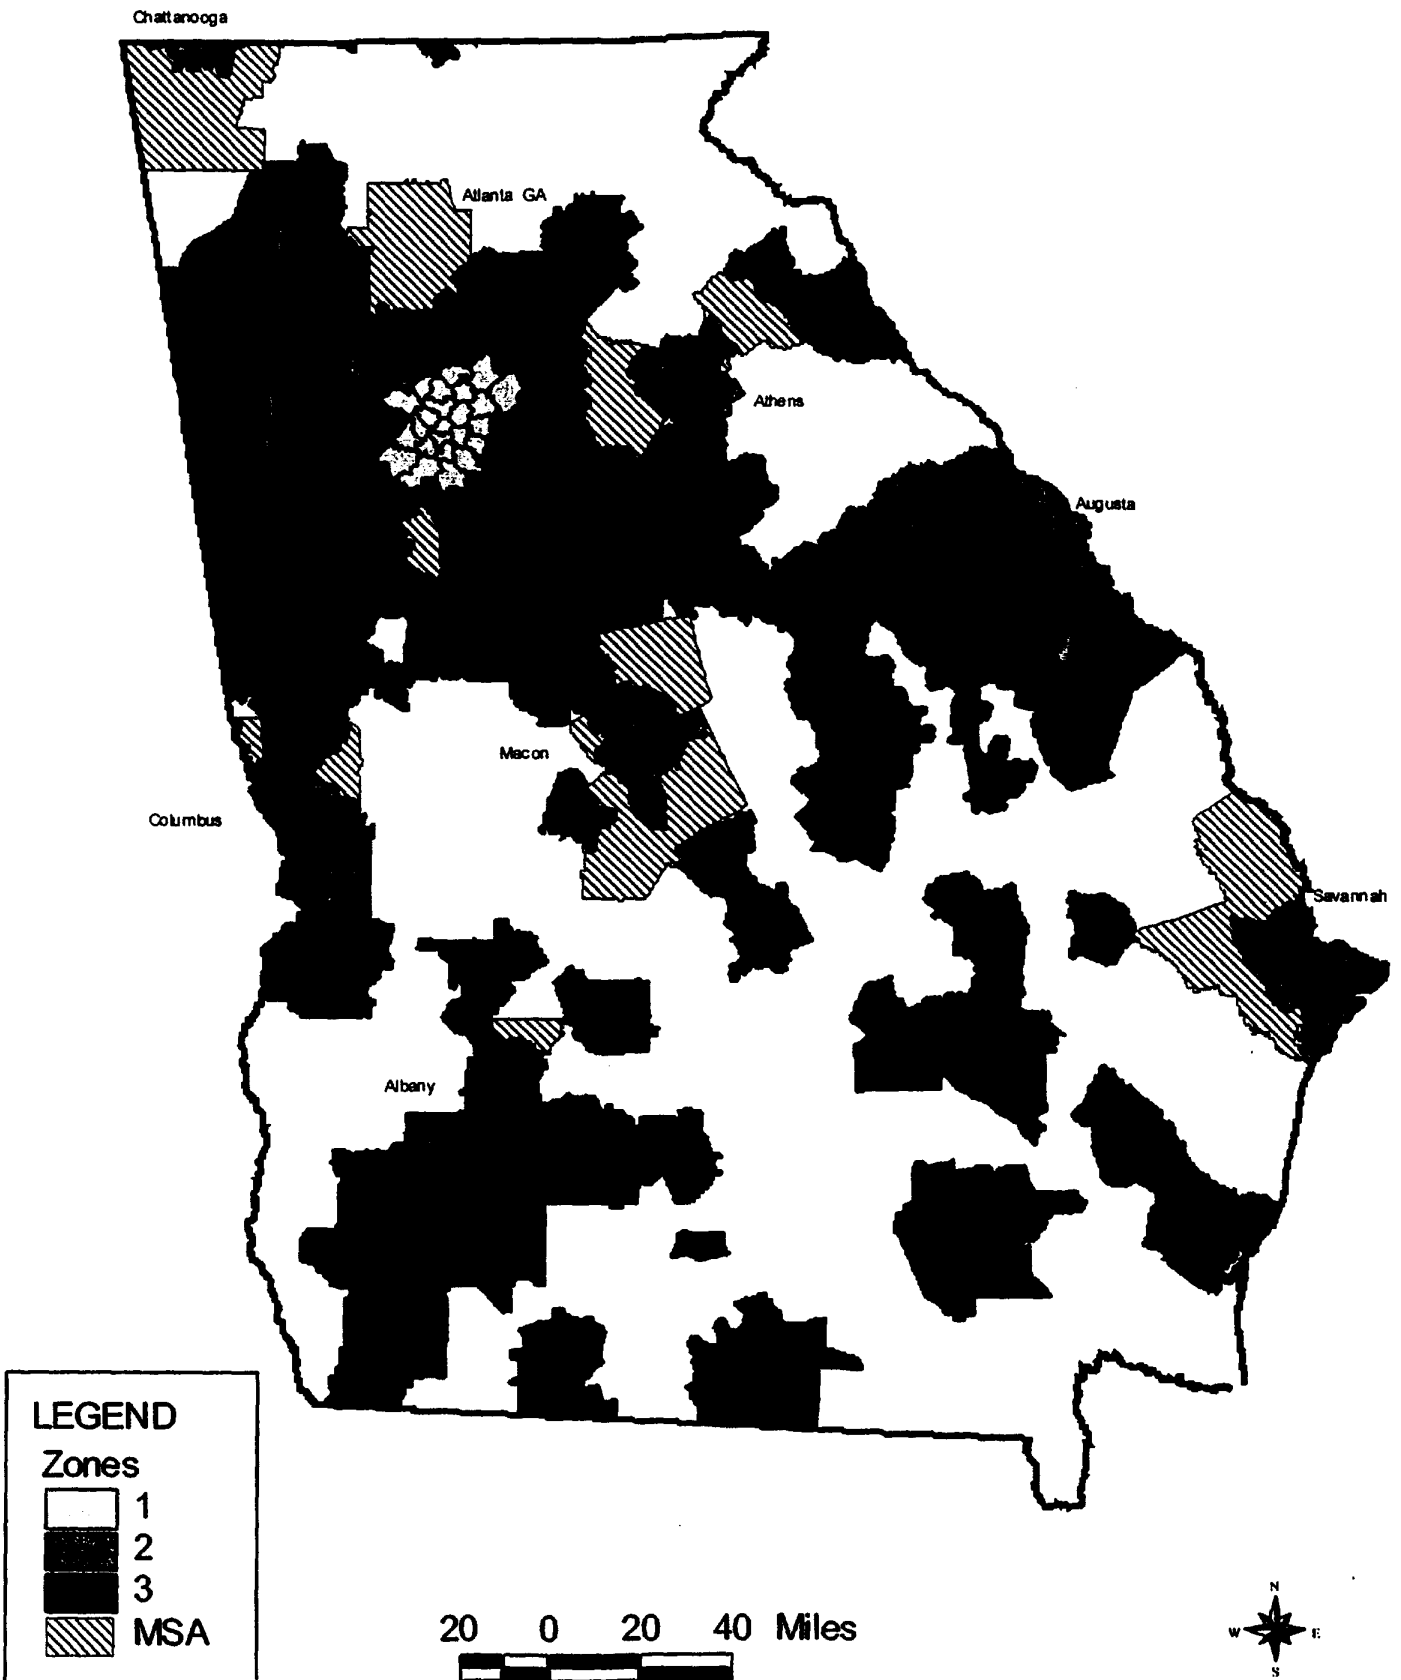 Chattanooga
Atlanta GA
Athens
Augusta
Macon
Columbus
Savannah
Albany
LEGEND
Zones
1
2
3
MSA
20 0 20 40 Miles
N
W E
S